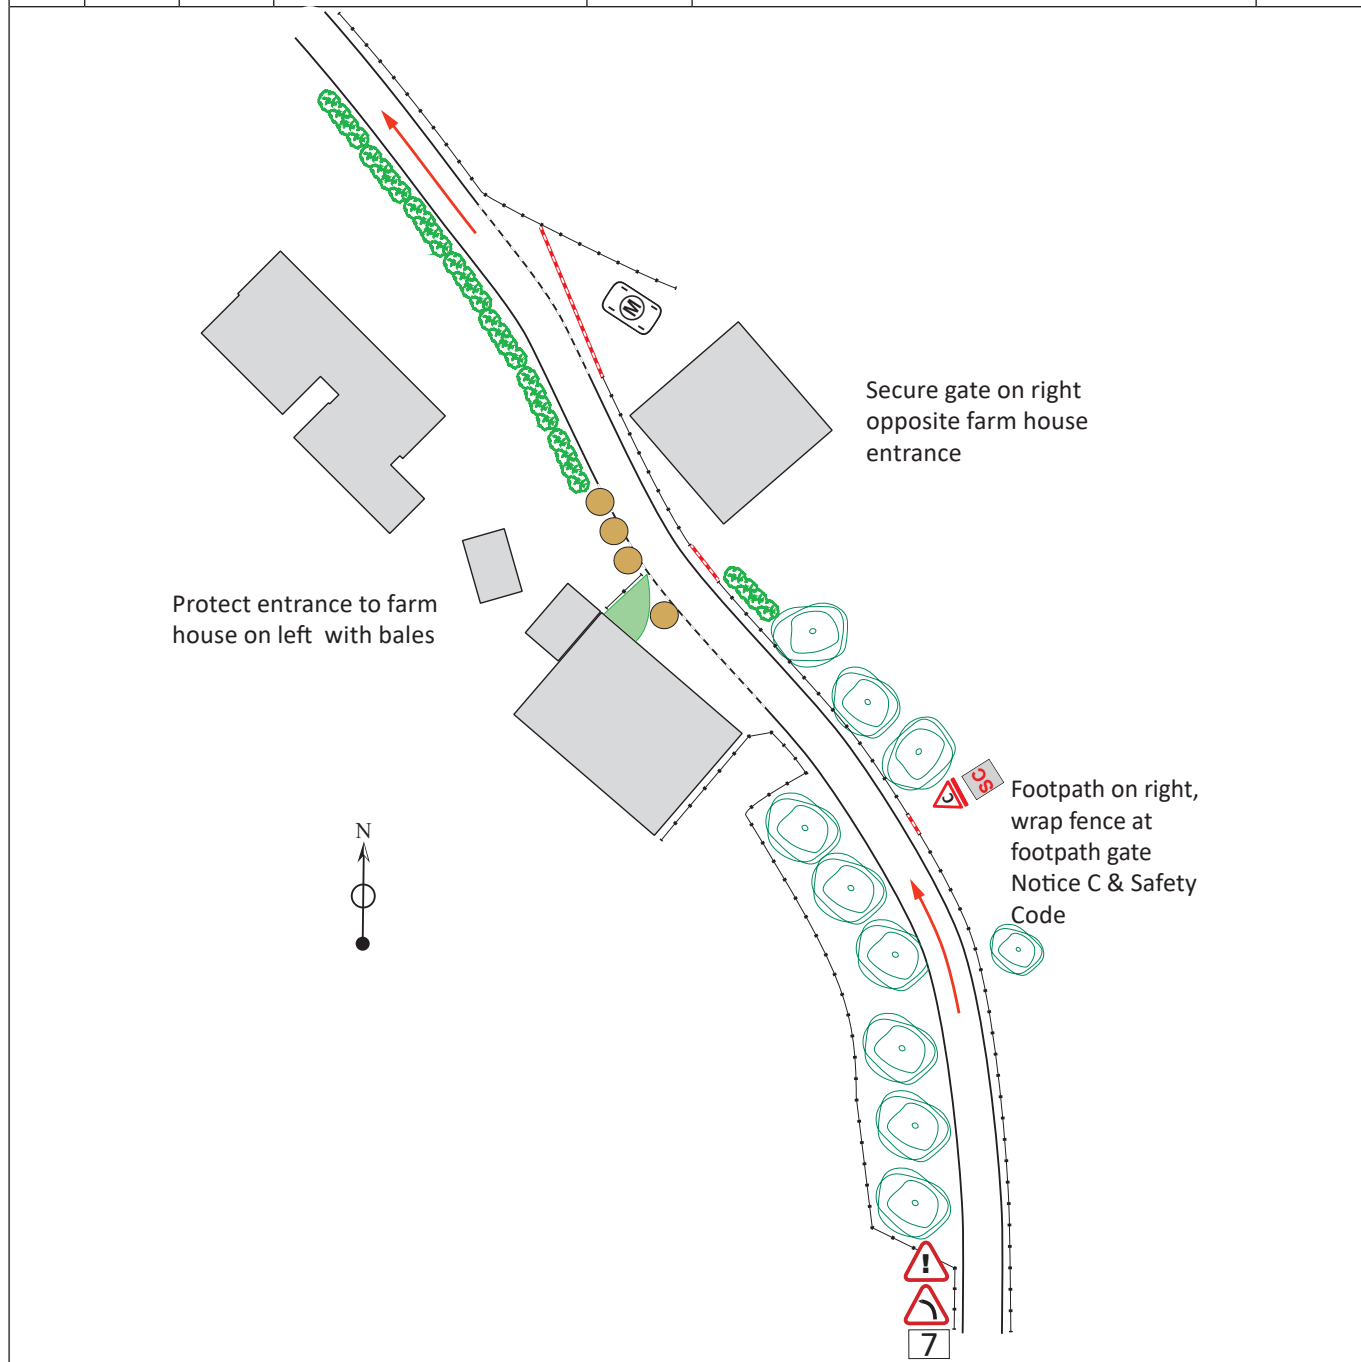 M
Secure gate on right
opposite farm house
entrance
Protect entrance to farm
house on left with bales
C
SC
Footpath on right,
wrap fence at
footpath gate
Notice C & Safety
Code
N
!
7